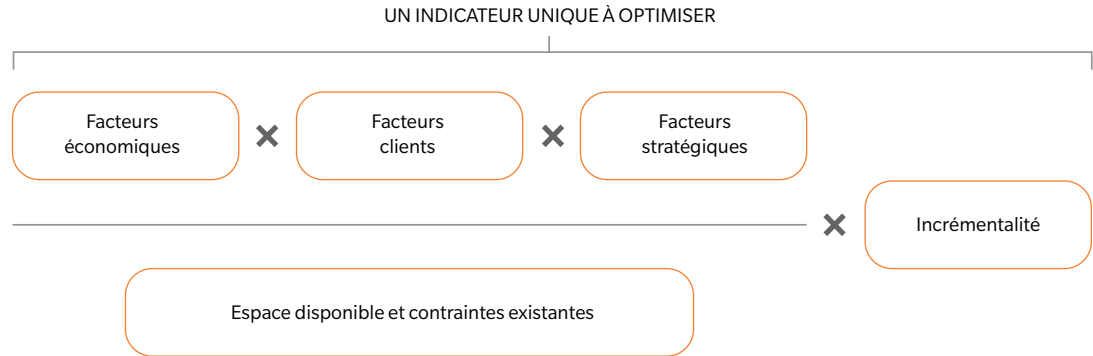 UN INDICATEUR UNIQUE À OPTIMISER
Facteurs
économiques
Facteurs
clients
Facteurs
stratégiques
Incrémentalité
Espace disponible et contraintes existantes